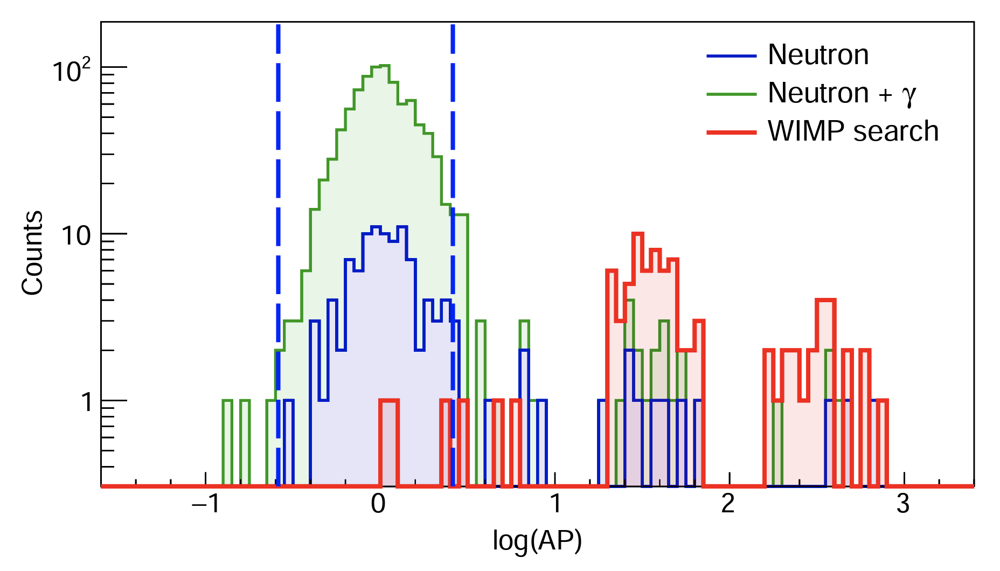 Neutron
Neutron + γ
WIMP search
10²
10
1
Counts
−1 0 1 2 3
log(AP)